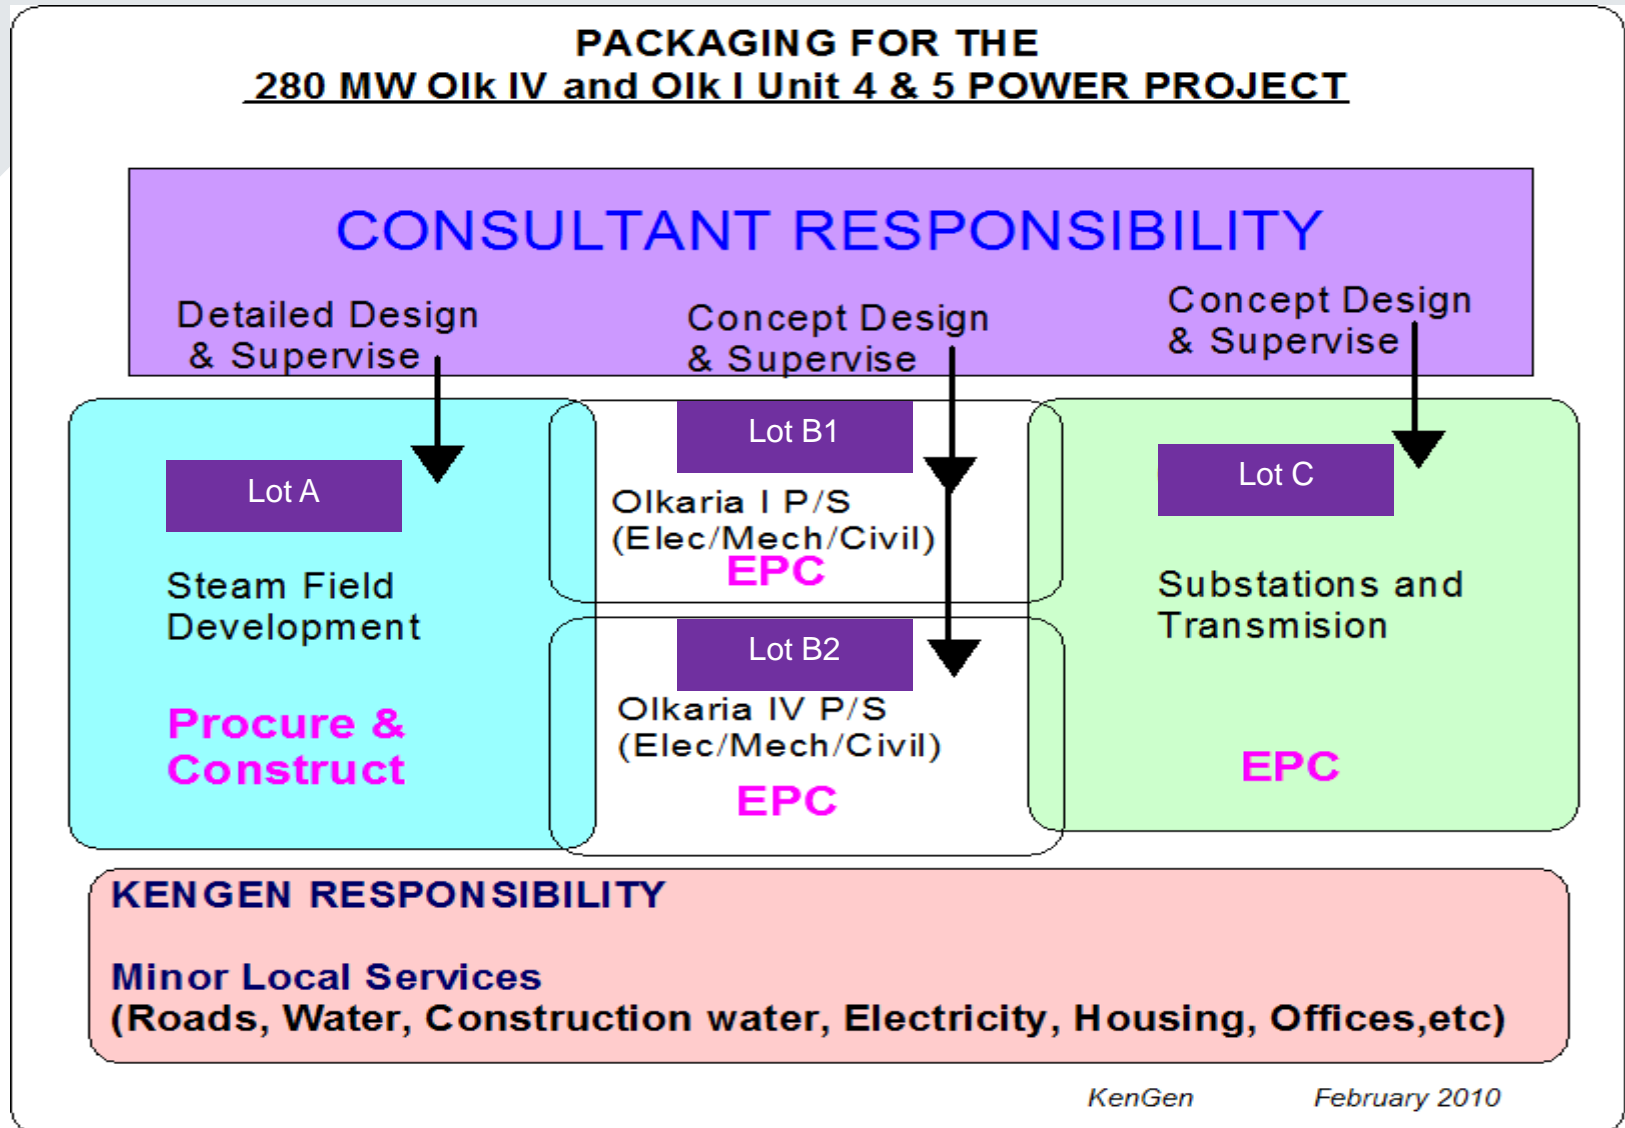 PACKAGING FOR THE
280 MW Olk IV and Olk I Unit 4 & 5 POWER PROJECT
CONSULTANT RESPONSIBILITY
Detailed Design
& Supervise
Concept Design
& Supervise
Concept Design
& Supervise
Lot A
Steam Field
Development
Procure &
Construct
Lot B1
Olkaria I P/S
(Elec/Mech/Civil)
EPC
Lot B2
Olkaria IV P/S
(Elec/Mech/Civil)
EPC
Lot C
Substations and
Transmision
EPC
KENGEN RESPONSIBILITY
Minor Local Services
(Roads, Water, Construction water, Electricity, Housing, Offices,etc)
KenGen February 2010